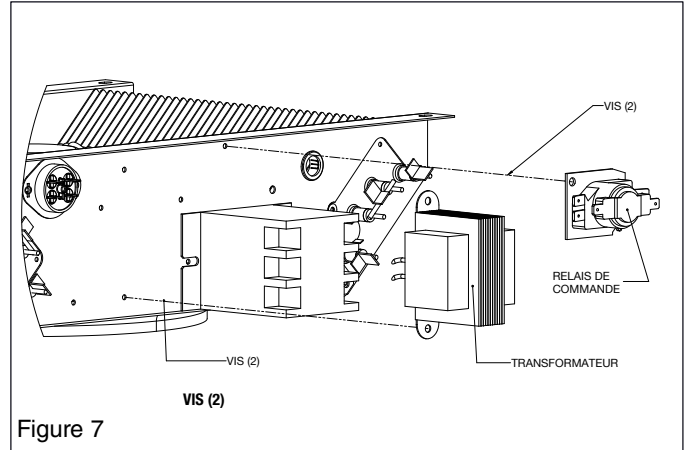 VIS (2)
RELAIS DE
COMMANDE
VIS (2)
TRANSFORMATEUR
VIS (2)
Figure 7